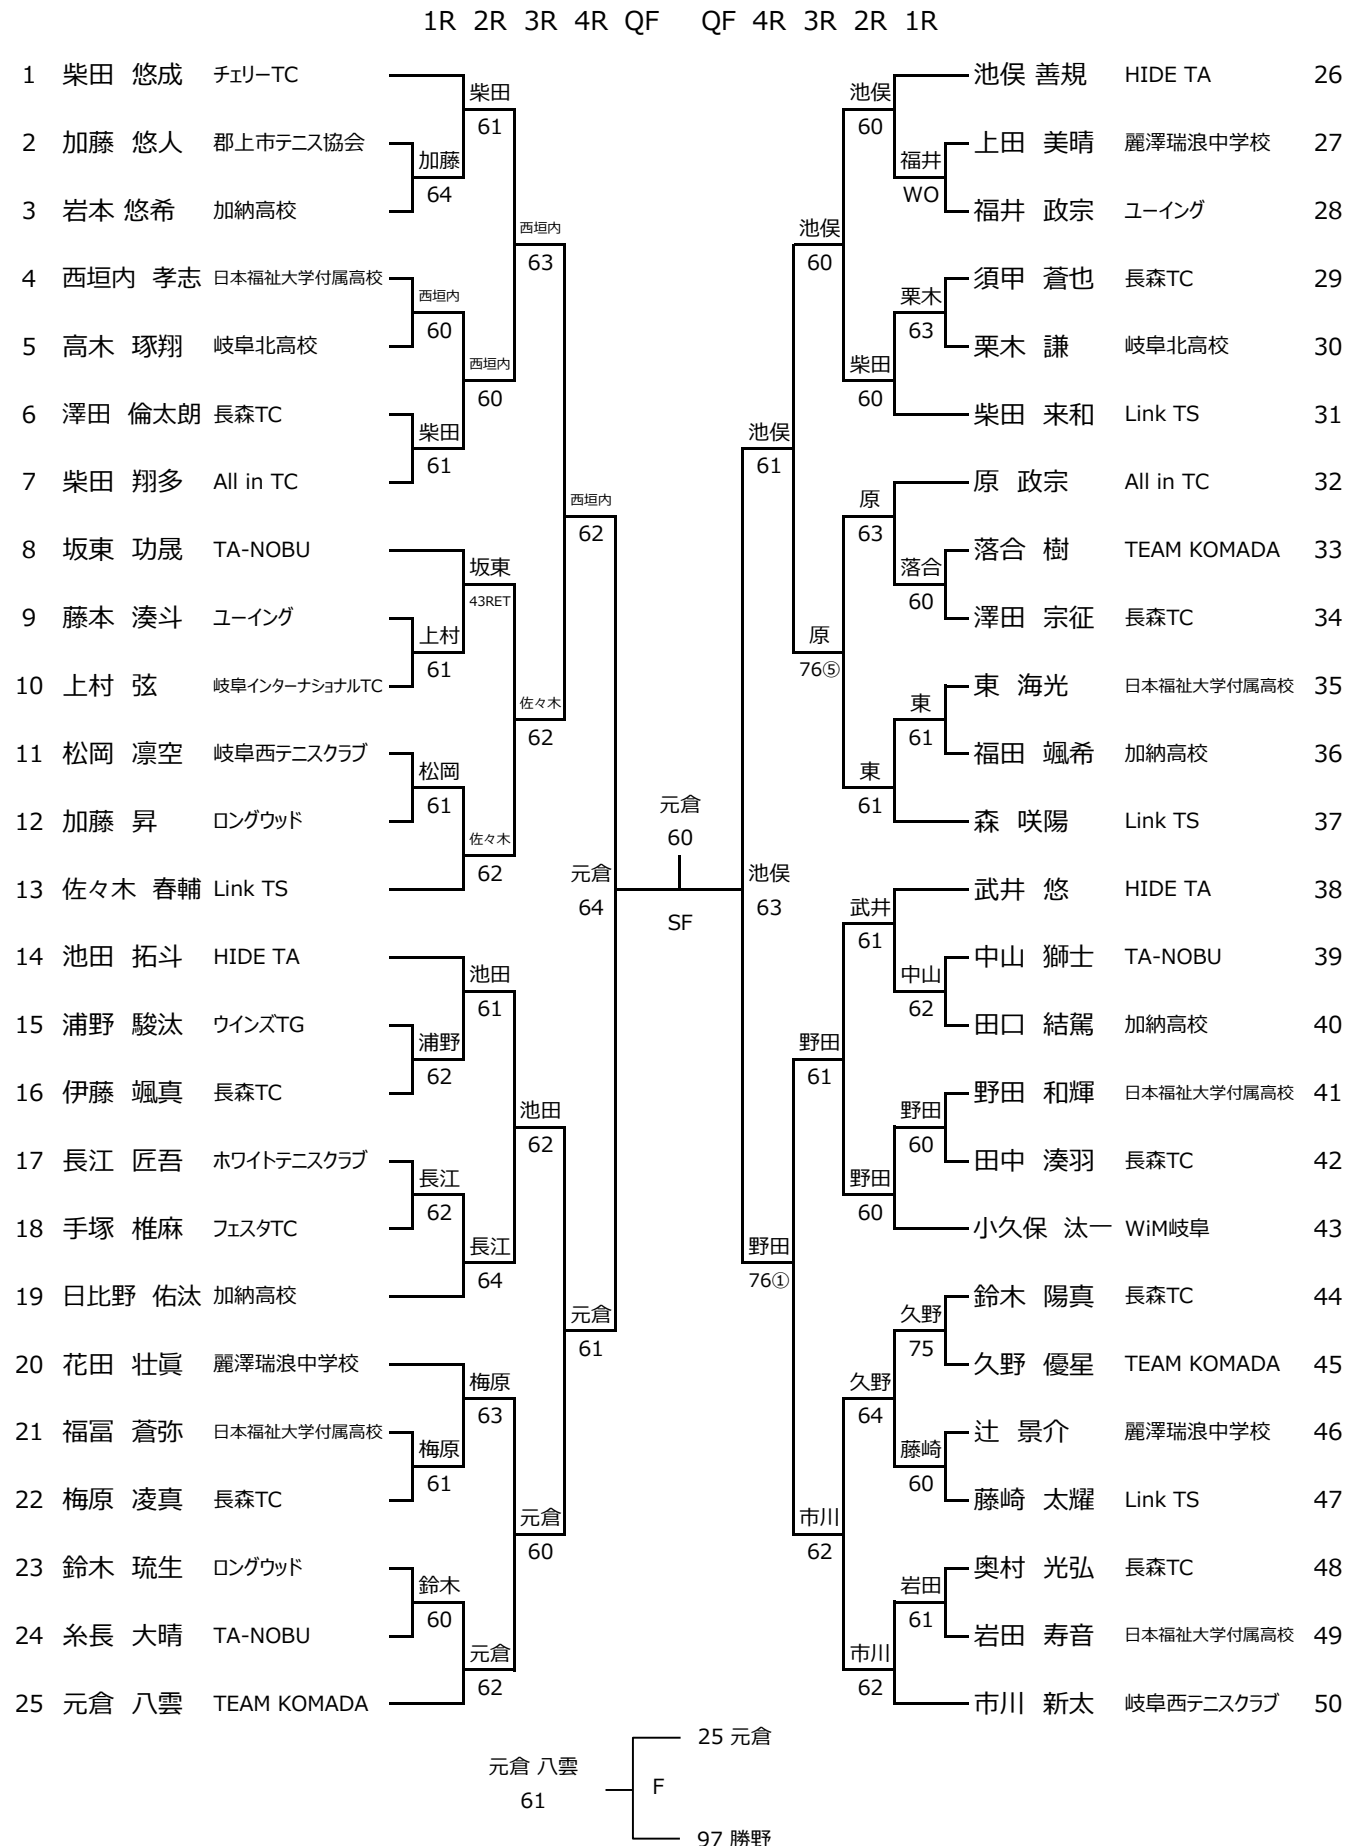 1R 2R 3R 4R QF QF 4R 3R 2R 1R
1 柴田 悠成 チェリーTC
2 加藤 悠人 郡上市テニス協会
3 岩本 悠希 加納高校
4 西垣内 孝志 日本福祉大学付属高校
5 高木 琢翔 岐阜北高校
6 澤田 倫太朗 長森TC
7 柴田 翔多 All in TC
8 坂東 功晟 TA-NOBU
9 藤本 湊斗 ユーイング
10 上村 弦 岐阜インターナショナルTC
11 松岡 凛空 岐阜西テニスクラブ
12 加藤 昇 ロングウッド
13 佐々木 春輔 Link TS
14 池田 拓斗 HIDE TA
15 浦野 駿汰 ウインズTG
16 伊藤 颯真 長森TC
17 長江 匠吾 ホワイトテニスクラブ
18 手塚 椎麻 フェスタTC
19 日比野 佑汰 加納高校
20 花田 壮眞 麗澤瑞浪中学校
21 福冨 蒼弥 日本福祉大学付属高校
22 梅原 凌真 長森TC
23 鈴木 琉生 ロングウッド
24 糸長 大晴 TA-NOBU
25 元倉 八雲 TEAM KOMADA
加藤
64
西垣内
60
柴田
61
上村
61
松岡
61
浦野
62
長江
62
梅原
61
鈴木
60
柴田
61
西垣内
60
坂東
43RET
佐々木
62
池田
61
長江
64
梅原
63
元倉
62
西垣内
63
佐々木
62
池田
62
元倉
60
西垣内
62
元倉
61
元倉
64
元倉
60
SF
池俣
63
池俣
61
野田
76①
池俣
60
原
76⑤
野田
61
市川
62
池俣
60
柴田
60
原
63
東
61
武井
61
野田
60
久野
64
市川
62
福井
WO
栗木
63
落合
60
東
61
中山
62
野田
60
久野
75
藤崎
60
岩田
61
池俣 善規 HIDE TA 26
上田 美晴 麗澤瑞浪中学校 27
福井 政宗 ユーイング 28
須甲 蒼也 長森TC 29
栗木 謙 岐阜北高校 30
柴田 来和 Link TS 31
原 政宗 All in TC 32
落合 樹 TEAM KOMADA 33
澤田 宗征 長森TC 34
東 海光 日本福祉大学付属高校 35
福田 颯希 加納高校 36
森 咲陽 Link TS 37
武井 悠 HIDE TA 38
中山 獅士 TA-NOBU 39
田口 結駕 加納高校 40
野田 和輝 日本福祉大学付属高校 41
田中 湊羽 長森TC 42
小久保 汰一 WiM岐阜 43
鈴木 陽真 長森TC 44
久野 優星 TEAM KOMADA 45
辻 景介 麗澤瑞浪中学校 46
藤崎 太耀 Link TS 47
奥村 光弘 長森TC 48
岩田 寿音 日本福祉大学付属高校 49
市川 新太 岐阜西テニスクラブ 50
25 元倉
元倉 八雲
61
F
97 勝野